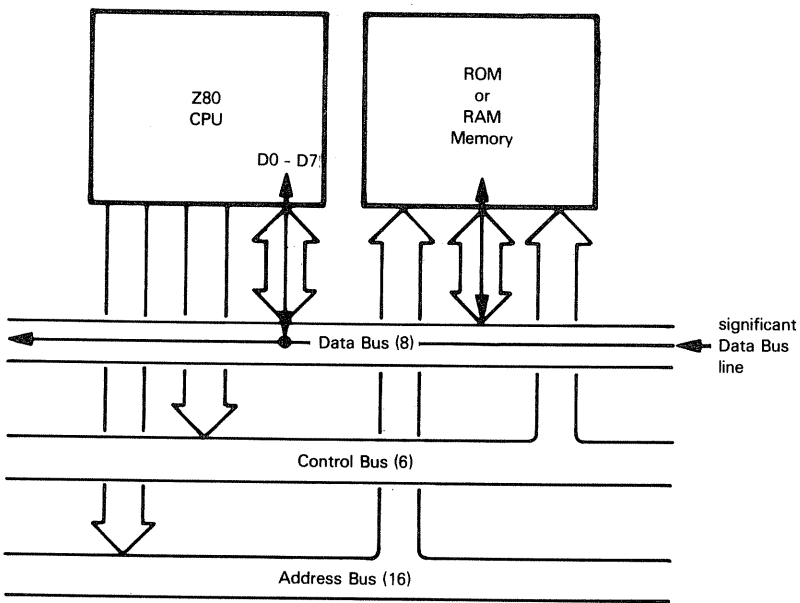 Z80
CPU
D0 - D7
ROM
or
RAM
Memory
Data Bus (8)
significant
Data Bus
line
Control Bus (6)
Address Bus (16)